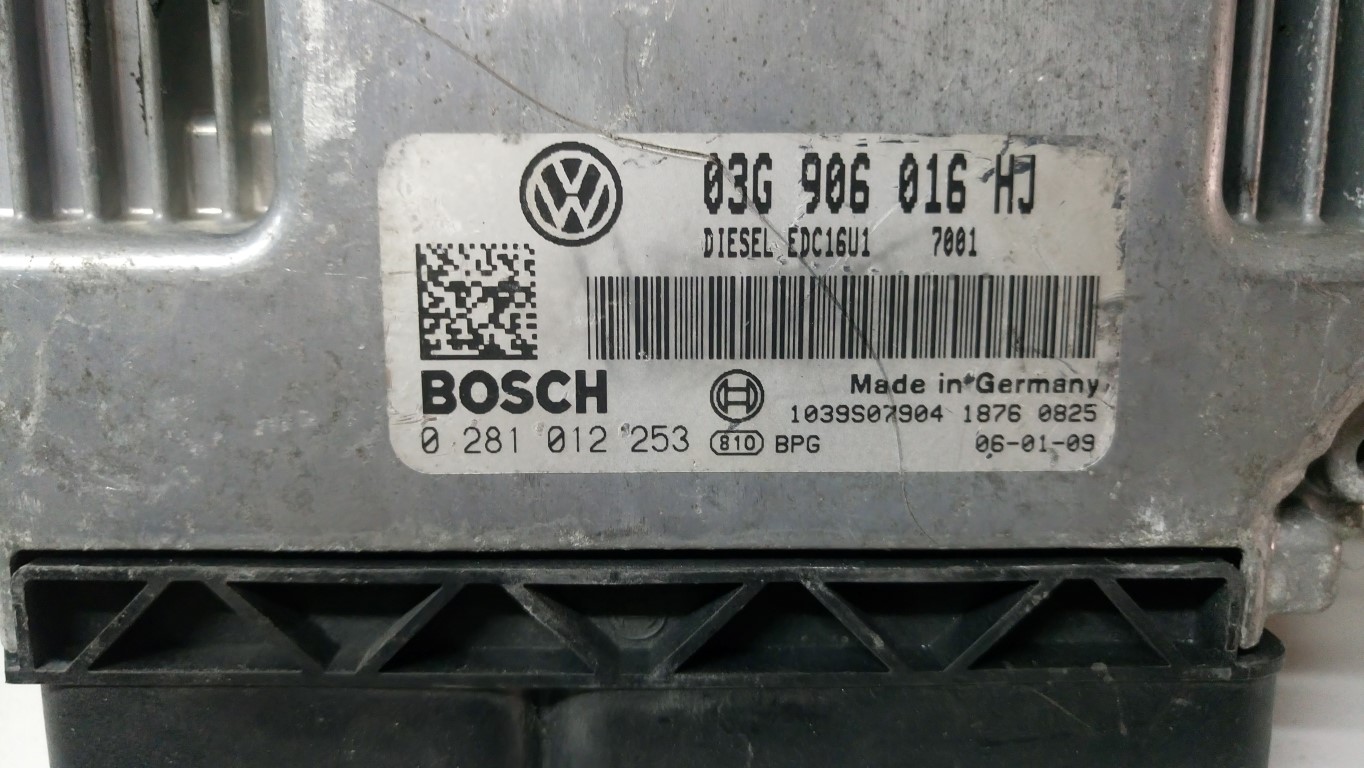 03G 906 016 HJ
DIESEL EDC16U1 7001
BOSCH
Made in Germany
1039S07904 1876 0825
0 281 012 253 810 BPG 06-01-09